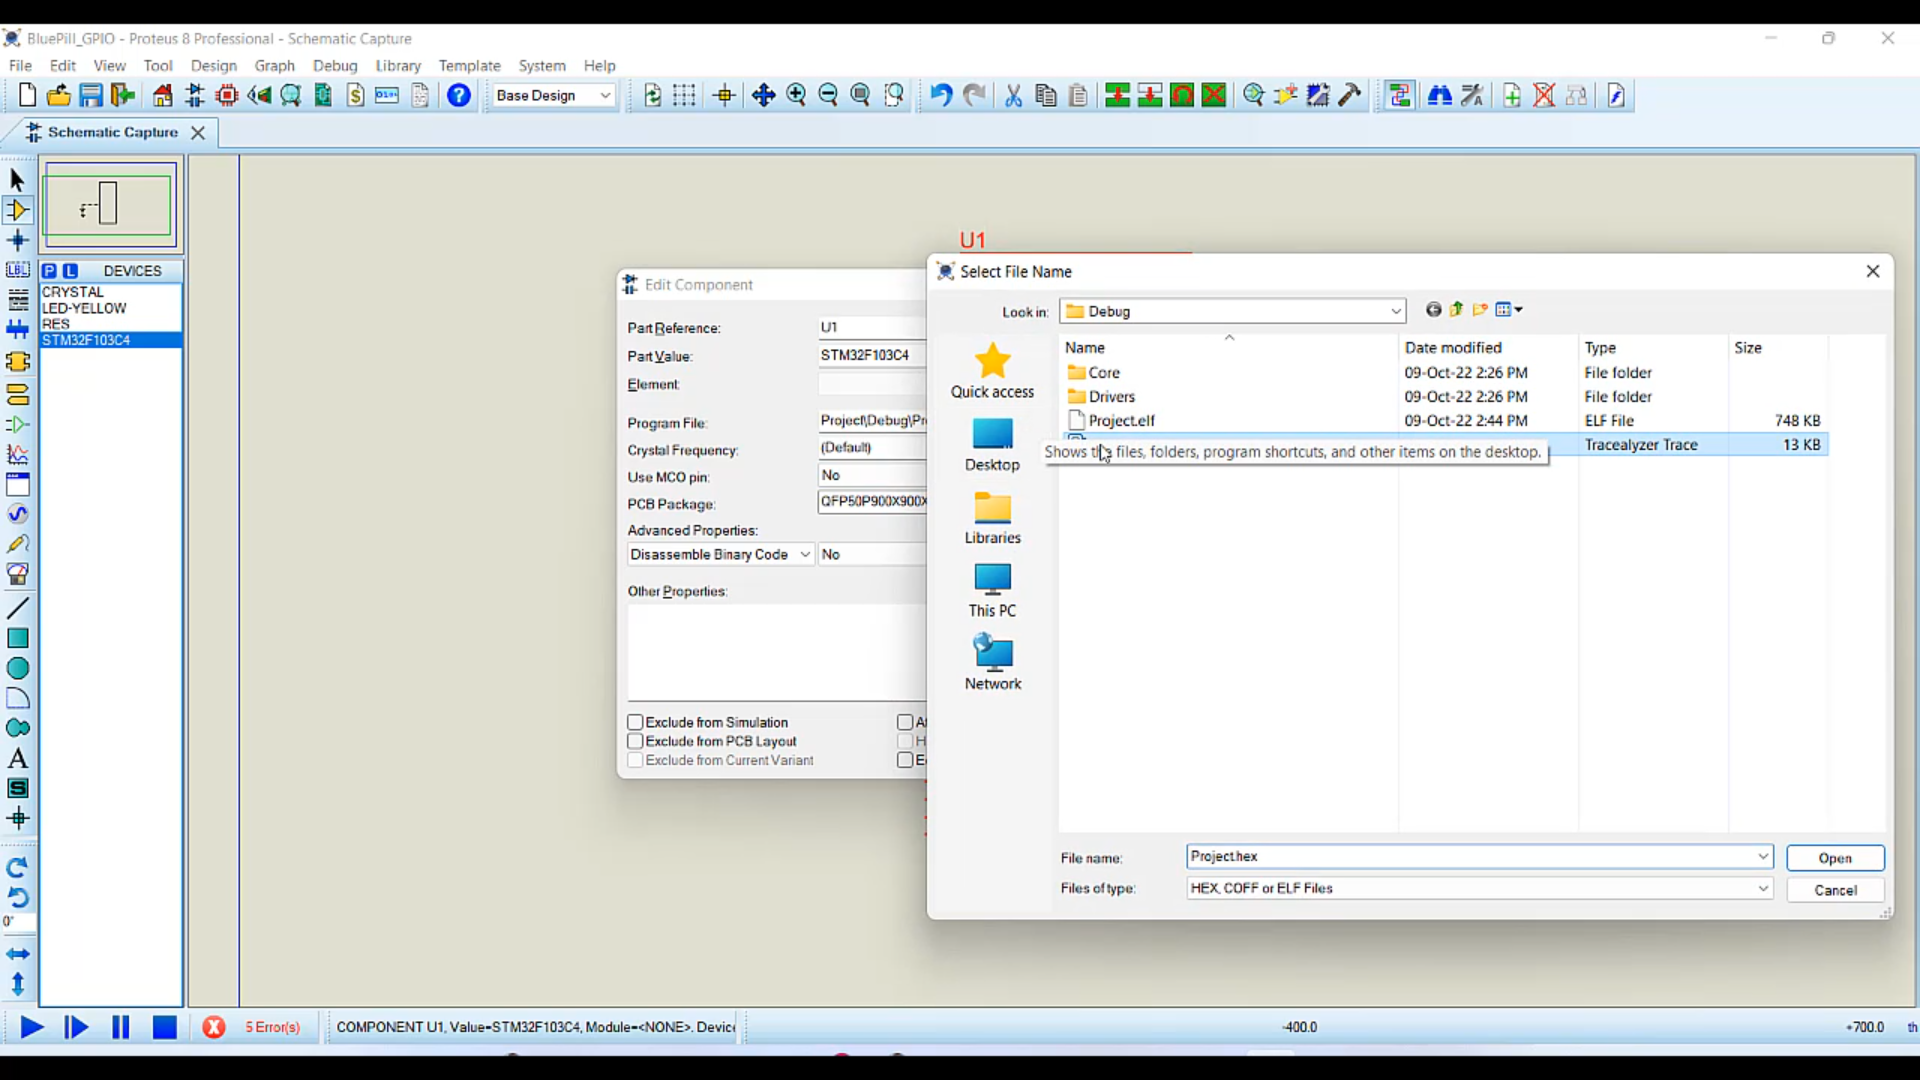 BluePill_GPIO - Proteus 8 Professional - Schematic Capture
File Edit View Tool Design Graph Debug Library Template System Help
Base Design
Schematic Capture
P L DEVICES
CRYSTAL
LED-YELLOW
RES
STM32F103C4
LBL
A
S
0°
U1
Edit Component
Part Reference: U1
Part Value: STM32F103C4
Element:
Program File: Project\Debug\Pr
Crystal Frequency: (Default)
Use MCO pin: No
PCB Package: QFP50P900X900X
Advanced Properties:
Disassemble Binary Code No
Other Properties:
Exclude from Simulation
Exclude from PCB Layout
Exclude from Current Variant
Select File Name
Look in: Debug
Name Date modified Type Size
Core 09-Oct-22 2:26 PM File folder
Drivers 09-Oct-22 2:26 PM File folder
Project.elf 09-Oct-22 2:44 PM ELF File 748 KB
Tracealyzer Trace 13 KB
Shows the files, folders, program shortcuts, and other items on the desktop.
Quick access
Desktop
Libraries
This PC
Network
File name: Project.hex
Open
Files of type: HEX, COFF or ELF Files
Cancel
5 Error(s)
COMPONENT U1, Value=STM32F103C4, Module=<NONE>. Device
-400.0
+700.0
th